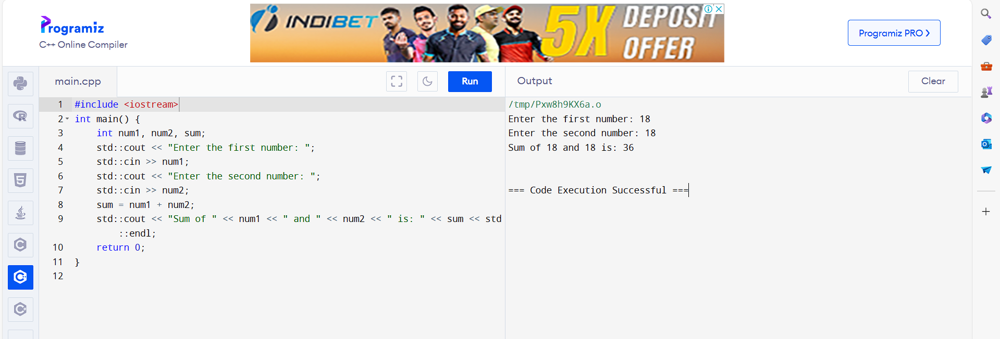 Programiz
C++ Online Compiler
INDIBET
5X
DEPOSIT
OFFER
Programiz PRO
main.cpp
Run
Output
Clear
1 #include <iostream>
2 int main() {
3 int num1, num2, sum;
4 std::cout << "Enter the first number: ";
5 std::cin >> num1;
6 std::cout << "Enter the second number: ";
7 std::cin >> num2;
8 sum = num1 + num2;
9 std::cout << "Sum of " << num1 << " and " << num2 << " is: " << sum << std
::endl;
10 return 0;
11 }
12
/tmp/Pxw8h9KX6a.o
Enter the first number: 18
Enter the second number: 18
Sum of 18 and 18 is: 36
=== Code Execution Successful ===